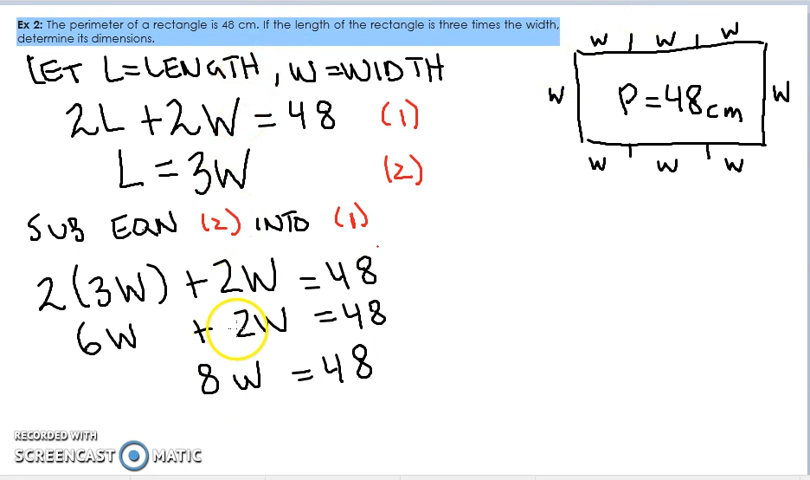 Ex 2: The perimeter of a rectangle is 48 cm. If the length of the rectangle is three times the width,
determine its dimensions.
LET L=LENGTH, W=WIDTH
2L +2W = 48 (1)
L = 3W (2)
SUB EQN (2) INTO (1)
2(3W) + 2W = 48
6W + 2W = 48
8W = 48
W W W
W P=48cm W
W W W
RECORDED WITH
SCREENCAST MATIC